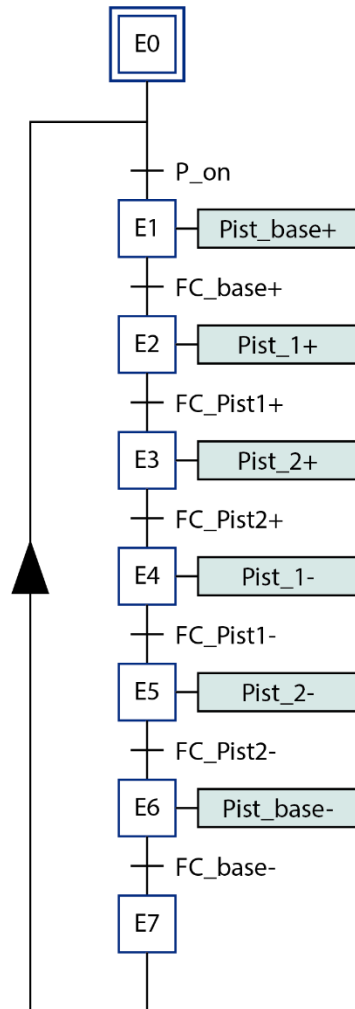 E0
P_on
E1 Pist_base+
FC_base+
E2 Pist_1+
FC_Pist1+
E3 Pist_2+
FC_Pist2+
E4 Pist_1-
FC_Pist1-
E5 Pist_2-
FC_Pist2-
E6 Pist_base-
FC_base-
E7